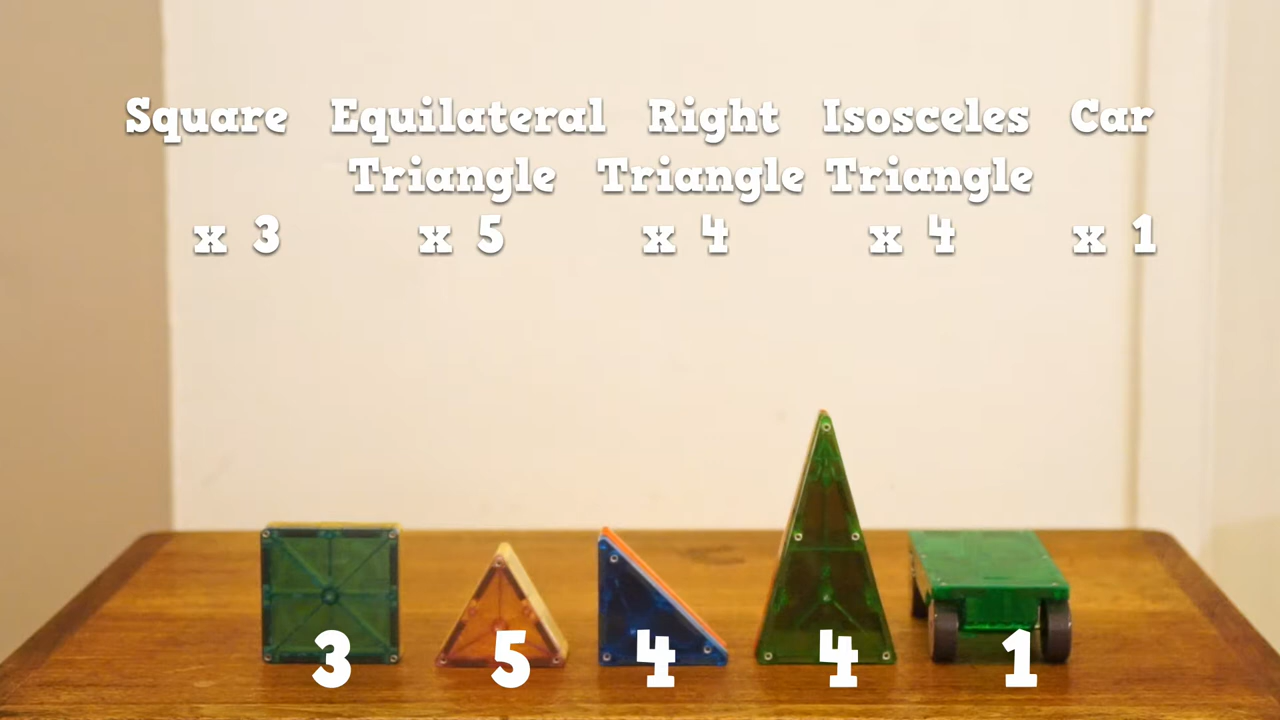 Square Equilateral Right Isosceles Car
Triangle Triangle Triangle
x 3 x 5 x 4 x 4 x 1
3 5 4 4 1